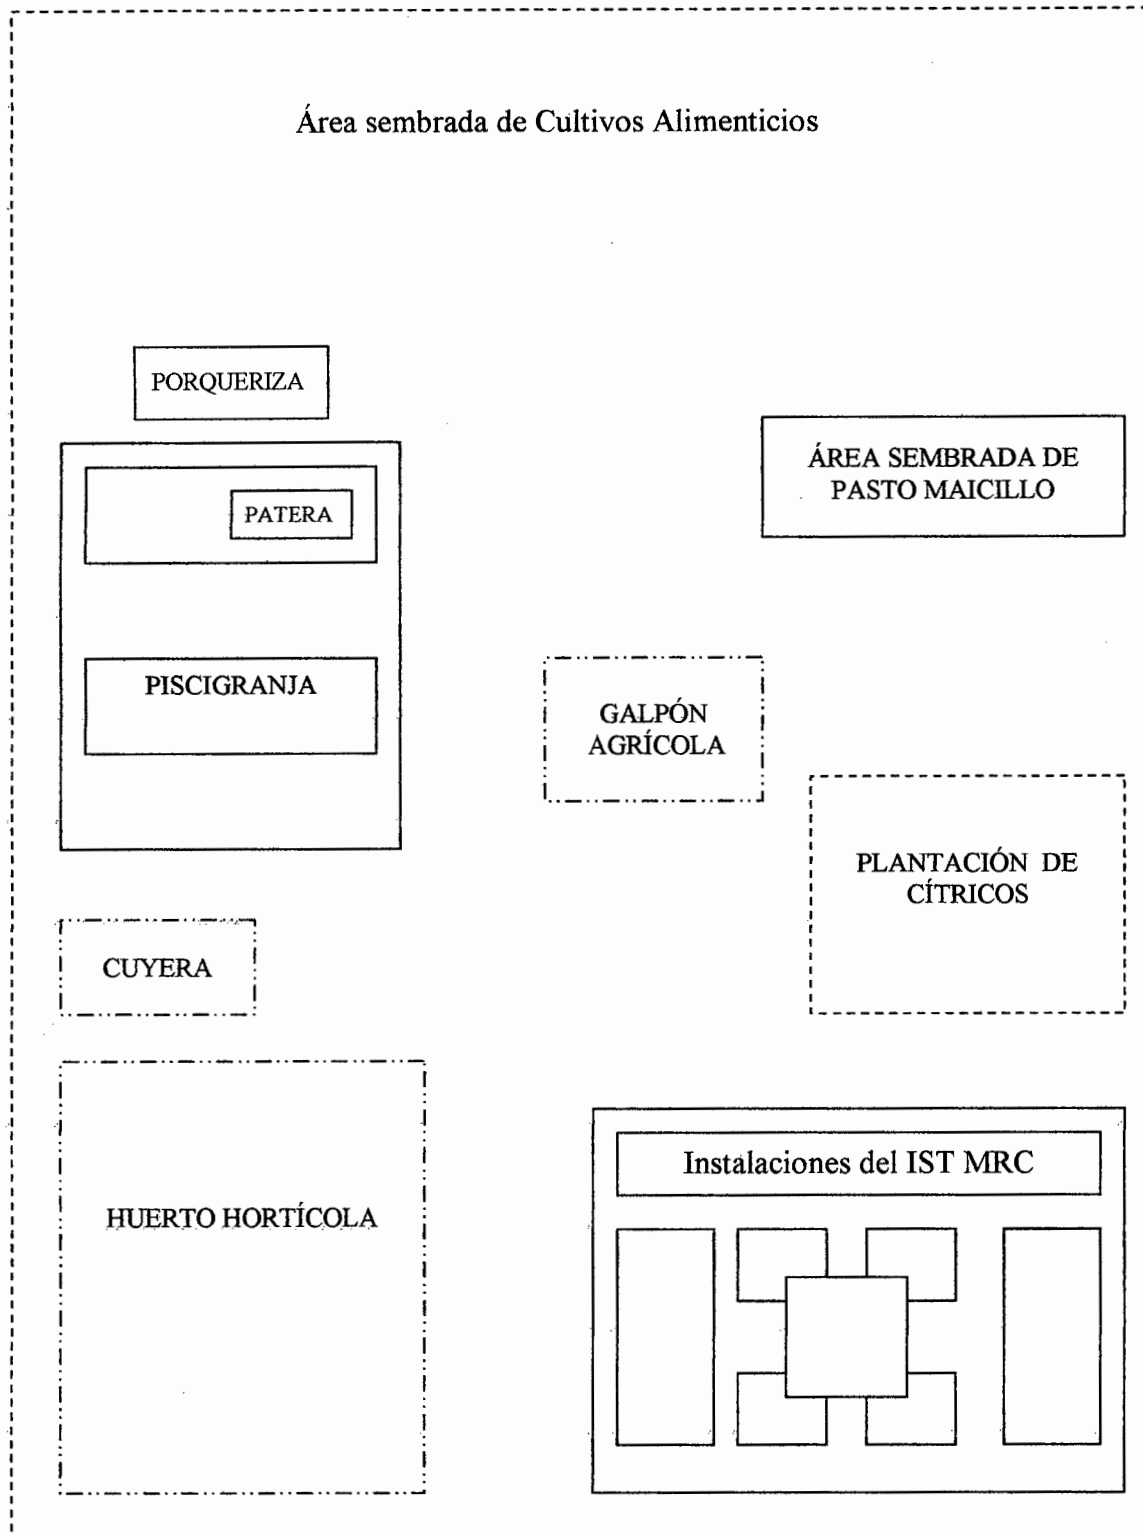 Área sembrada de Cultivos Alimenticios
PORQUERIZA
ÁREA SEMBRADA DE
PASTO MAICILLO
PATERA
PISCIGRANJA
GALPÓN
AGRÍCOLA
PLANTACIÓN DE
CÍTRICOS
CUYERA
HUERTO HORTÍCOLA
Instalaciones del IST MRC